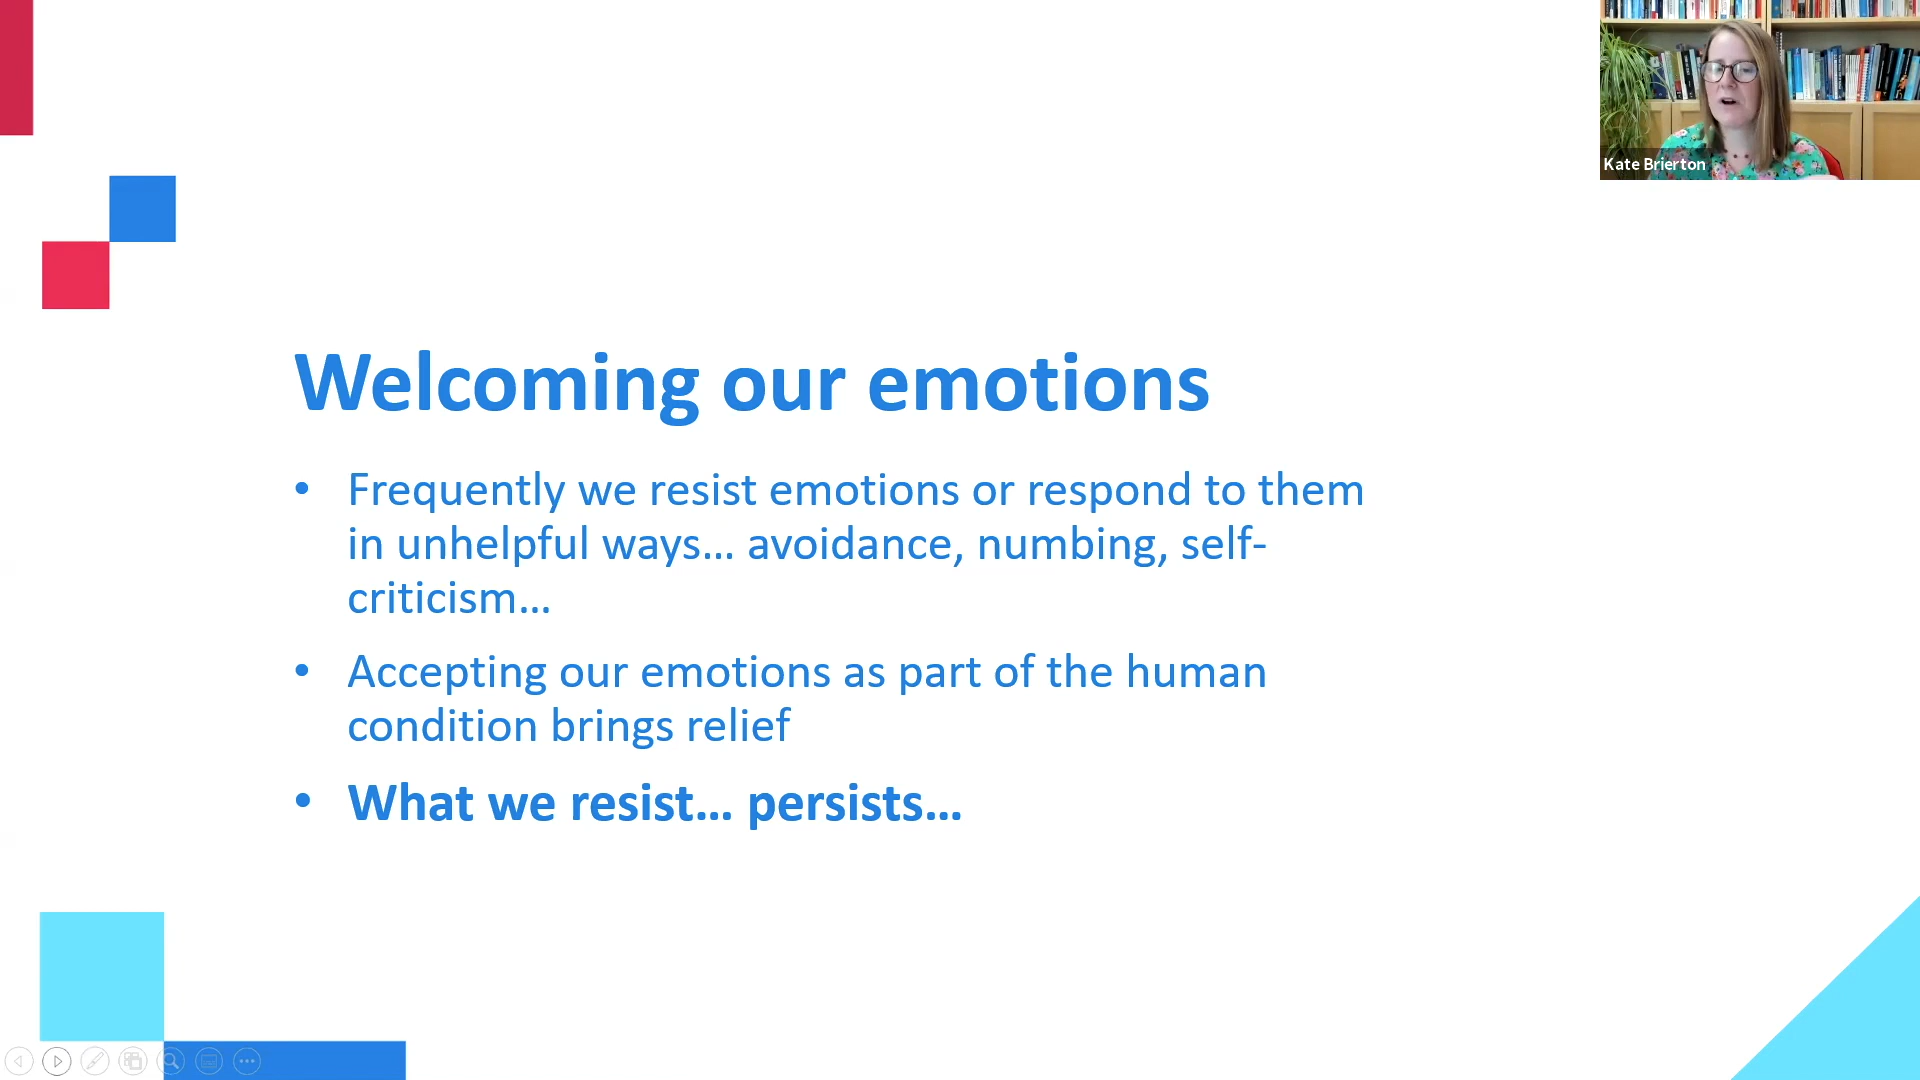 Kate Brierton
Welcoming our emotions
• Frequently we resist emotions or respond to them
in unhelpful ways… avoidance, numbing, self-
criticism…
• Accepting our emotions as part of the human
condition brings relief
• What we resist… persists…